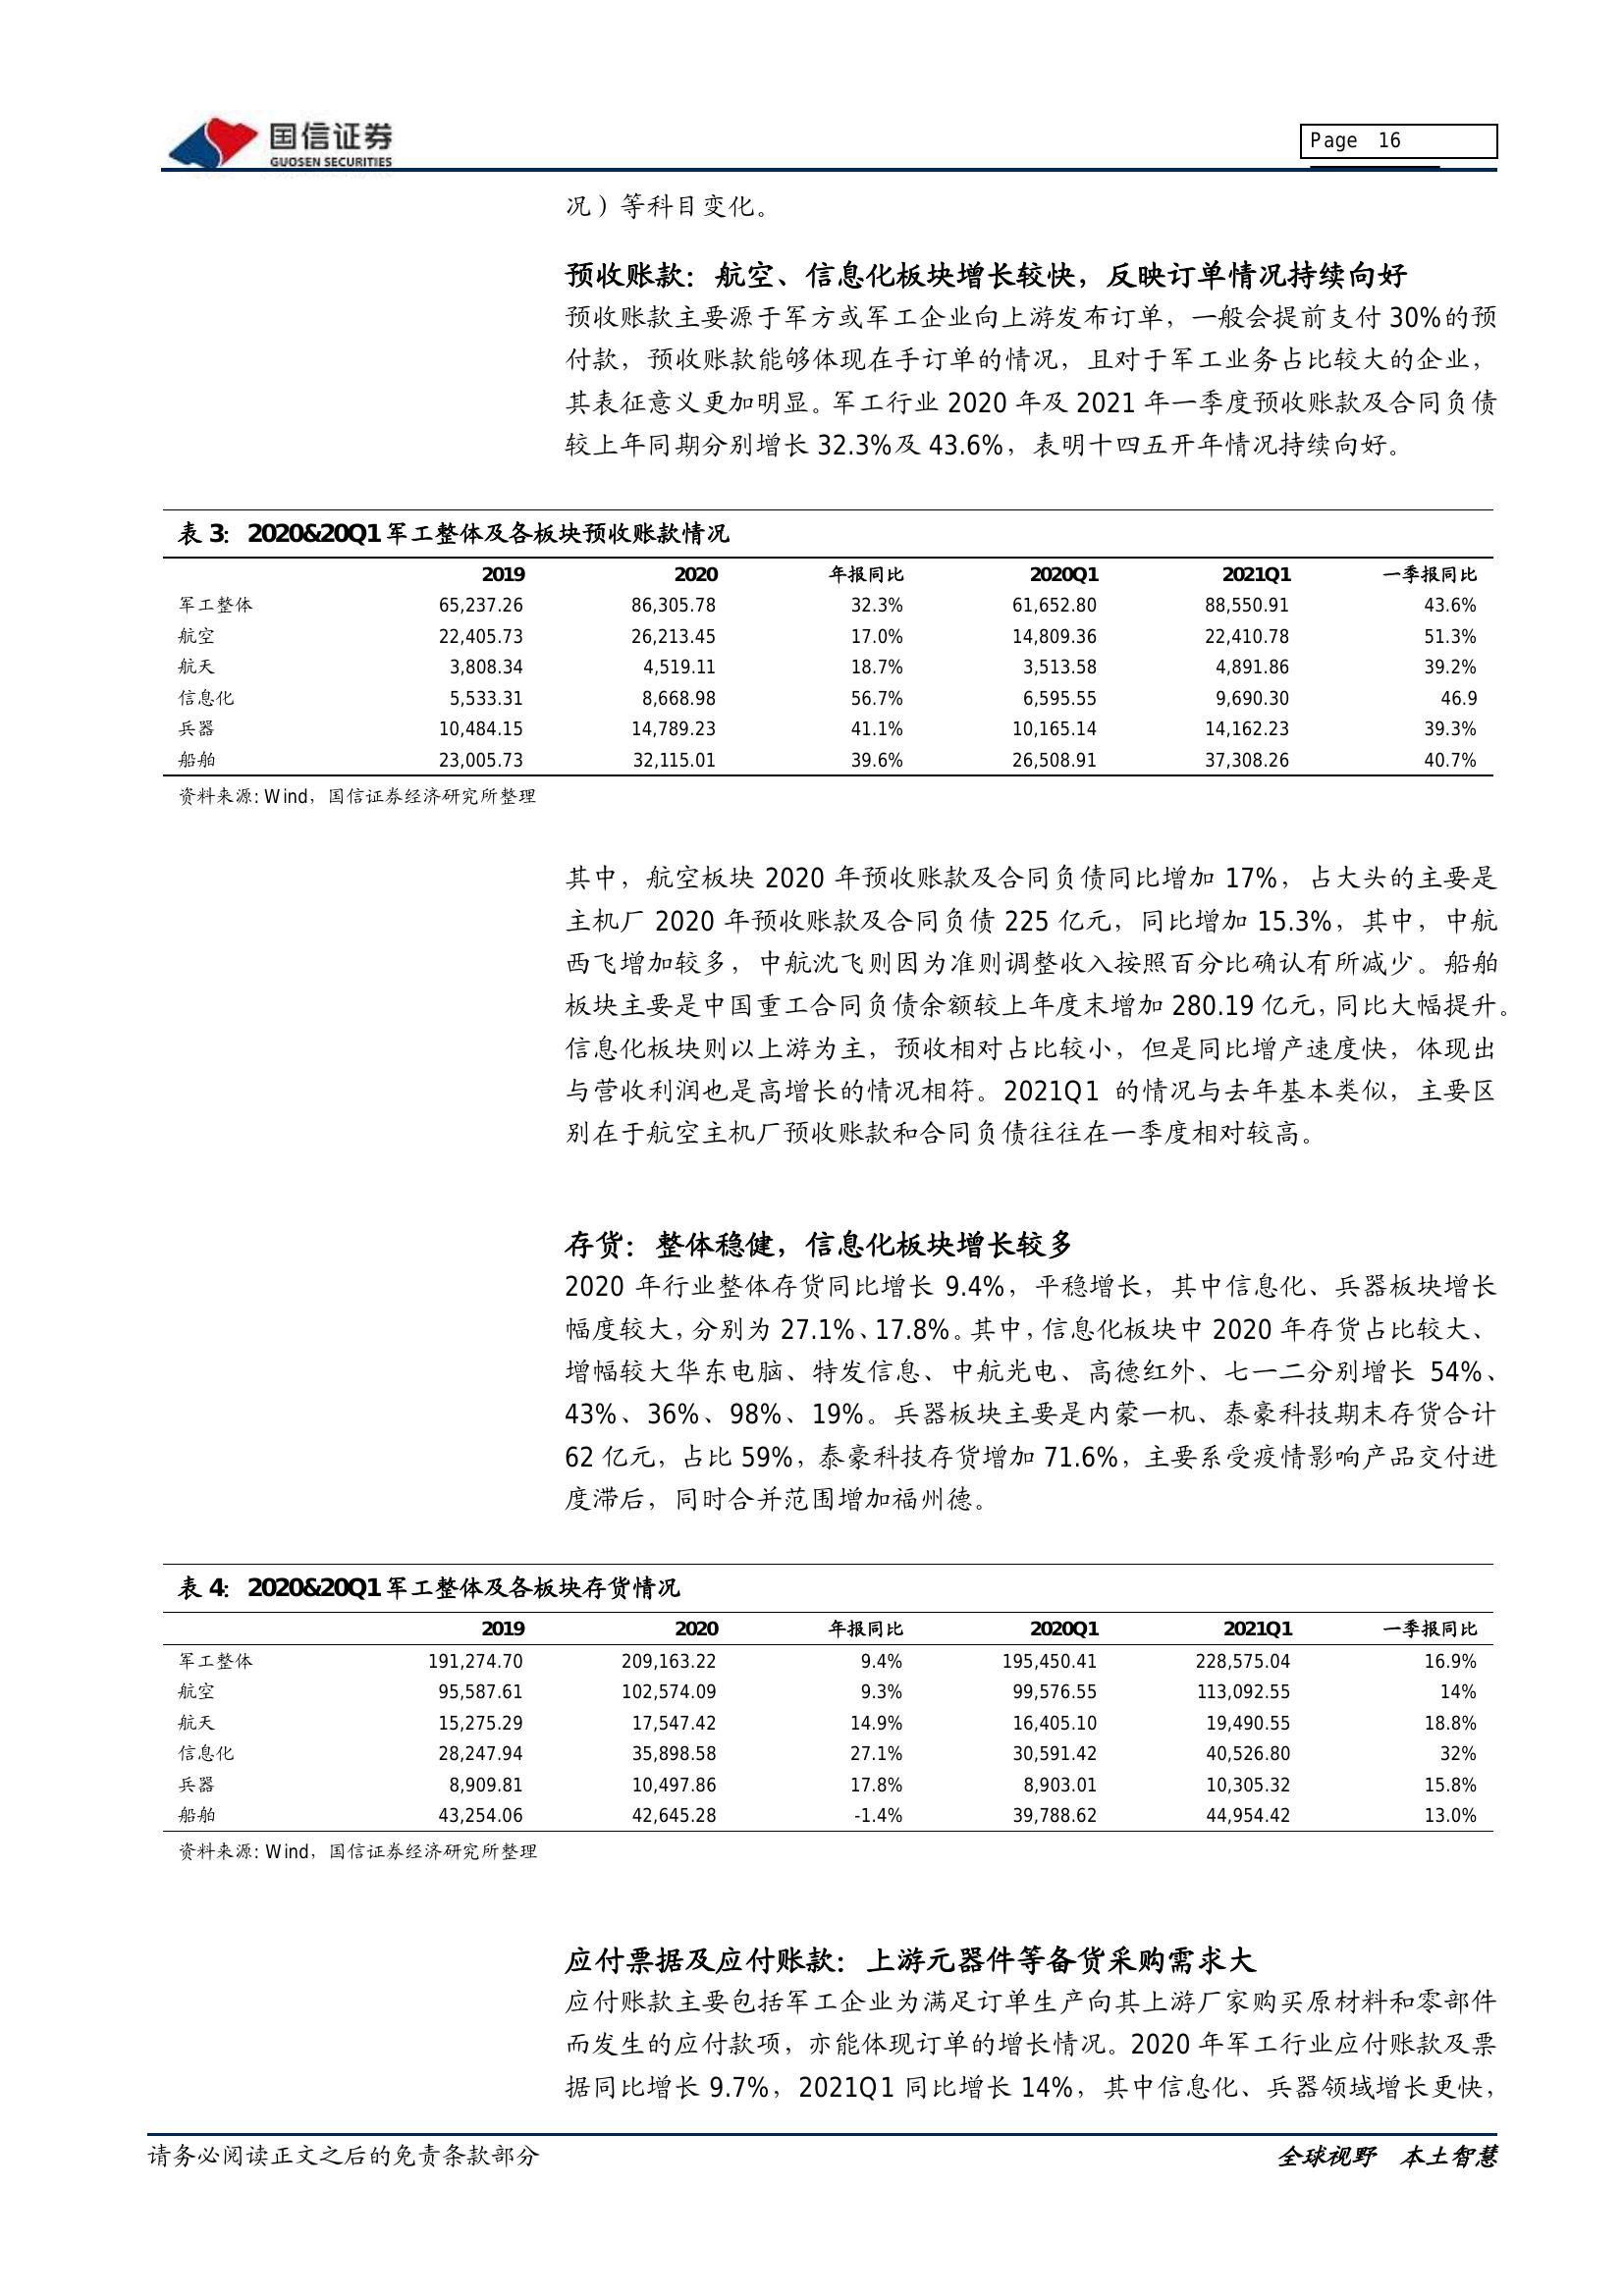 国信证券
GUOSEN SECURITIES
Page 16
况）等科目变化。
预收账款：航空、信息化板块增长较快，反映订单情况持续向好
预收账款主要源于军方或军工企业向上游发布订单，一般会提前支付 30%的预
付款，预收账款能够体现在手订单的情况，且对于军工业务占比较大的企业，
其表征意义更加明显。军工行业 2020 年及 2021 年一季度预收账款及合同负债
较上年同期分别增长 32.3%及 43.6%，表明十四五开年情况持续向好。
表 3：2020&20Q1 军工整体及各板块预收账款情况
2019 2020 年报同比 2020Q1 2021Q1 一季报同比
军工整体 65,237.26 86,305.78 32.3% 61,652.80 88,550.91 43.6%
航空 22,405.73 26,213.45 17.0% 14,809.36 22,410.78 51.3%
航天 3,808.34 4,519.11 18.7% 3,513.58 4,891.86 39.2%
信息化 5,533.31 8,668.98 56.7% 6,595.55 9,690.30 46.9
兵器 10,484.15 14,789.23 41.1% 10,165.14 14,162.23 39.3%
船舶 23,005.73 32,115.01 39.6% 26,508.91 37,308.26 40.7%
资料来源: Wind，国信证券经济研究所整理
其中，航空板块 2020 年预收账款及合同负债同比增加 17%，占大头的主要是
主机厂 2020 年预收账款及合同负债 225 亿元，同比增加 15.3%，其中，中航
西飞增加较多，中航沈飞则因为准则调整收入按照百分比确认有所减少。船舶
板块主要是中国重工合同负债余额较上年度末增加 280.19 亿元，同比大幅提升。
信息化板块则以上游为主，预收相对占比较小，但是同比增产速度快，体现出
与营收利润也是高增长的情况相符。2021Q1 的情况与去年基本类似，主要区
别在于航空主机厂预收账款和合同负债往往在一季度相对较高。
存货：整体稳健，信息化板块增长较多
2020 年行业整体存货同比增长 9.4%，平稳增长，其中信息化、兵器板块增长
幅度较大，分别为 27.1%、17.8%。其中，信息化板块中 2020 年存货占比较大、
增幅较大华东电脑、特发信息、中航光电、高德红外、七一二分别增长 54%、
43%、36%、98%、19%。兵器板块主要是内蒙一机、泰豪科技期末存货合计
62 亿元，占比 59%，泰豪科技存货增加 71.6%，主要系受疫情影响产品交付进
度滞后，同时合并范围增加福州德。
表 4：2020&20Q1 军工整体及各板块存货情况
2019 2020 年报同比 2020Q1 2021Q1 一季报同比
军工整体 191,274.70 209,163.22 9.4% 195,450.41 228,575.04 16.9%
航空 95,587.61 102,574.09 9.3% 99,576.55 113,092.55 14%
航天 15,275.29 17,547.42 14.9% 16,405.10 19,490.55 18.8%
信息化 28,247.94 35,898.58 27.1% 30,591.42 40,526.80 32%
兵器 8,909.81 10,497.86 17.8% 8,903.01 10,305.32 15.8%
船舶 43,254.06 42,645.28 -1.4% 39,788.62 44,954.42 13.0%
资料来源: Wind，国信证券经济研究所整理
应付票据及应付账款：上游元器件等备货采购需求大
应付账款主要包括军工企业为满足订单生产向其上游厂家购买原材料和零部件
而发生的应付款项，亦能体现订单的增长情况。2020 年军工行业应付账款及票
据同比增长 9.7%，2021Q1 同比增长 14%，其中信息化、兵器领域增长更快，
请务必阅读正文之后的免责条款部分
全球视野 本土智慧